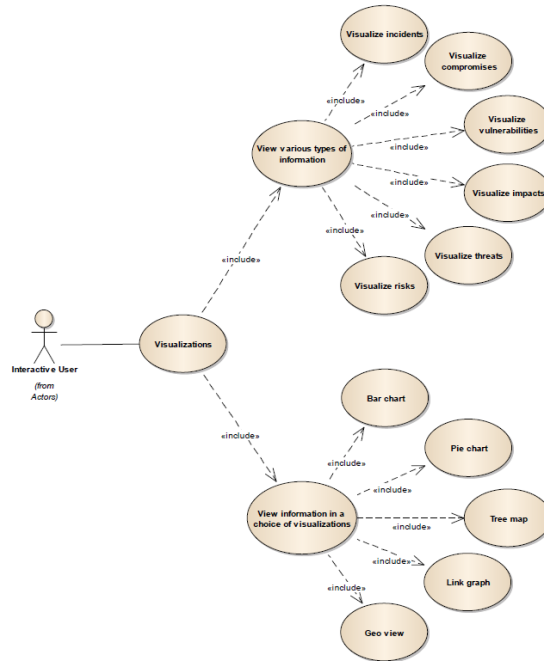 Visualize incidents
Visualize
compromises
«include»
«include»
Visualize
vulnerabilities
«include»
View various types of
information
«include»
Visualize impacts
«include»
«include»
Visualize threats
Visualize risks
«include»
Visualizations
Interactive User
(from
Actors)
Bar chart
«include»
Pie chart
«include»
«include»
View information in a
choice of visualizations
Tree map
«include»
«include»
Link graph
«include»
Geo view